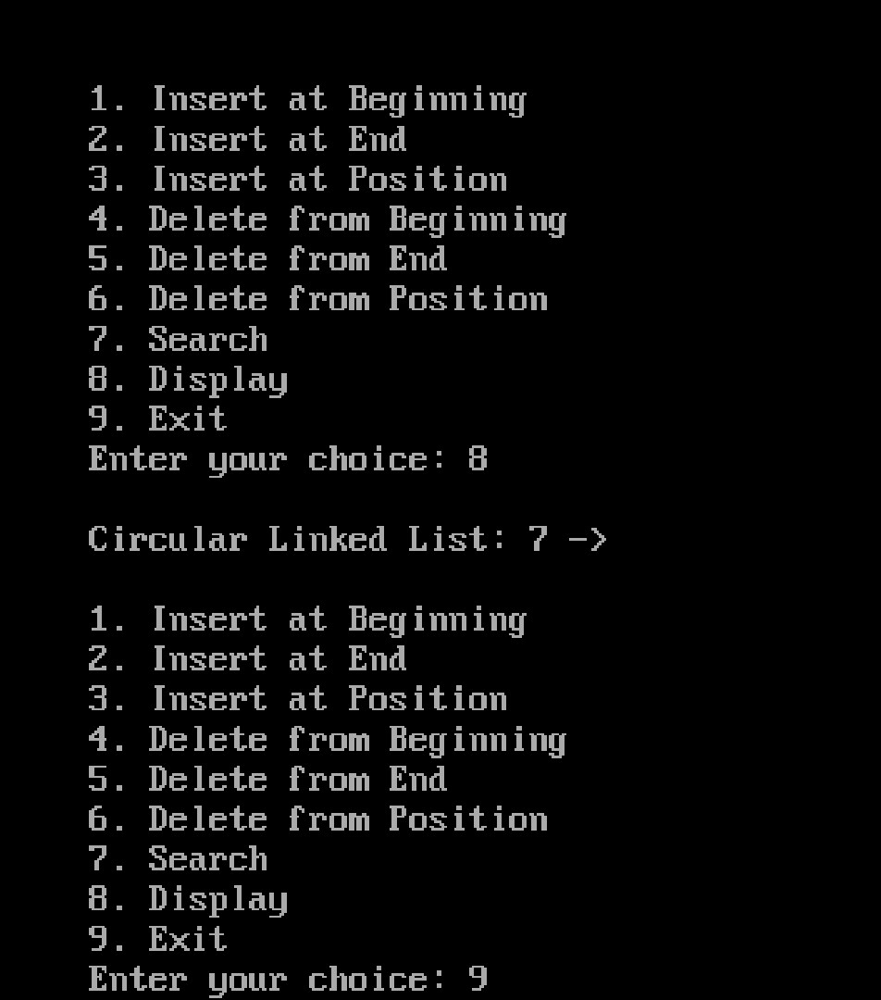 1. Insert at Beginning
2. Insert at End
3. Insert at Position
4. Delete from Beginning
5. Delete from End
6. Delete from Position
7. Search
8. Display
9. Exit
Enter your choice: 8
Circular Linked List: 7 ->
1. Insert at Beginning
2. Insert at End
3. Insert at Position
4. Delete from Beginning
5. Delete from End
6. Delete from Position
7. Search
8. Display
9. Exit
Enter your choice: 9